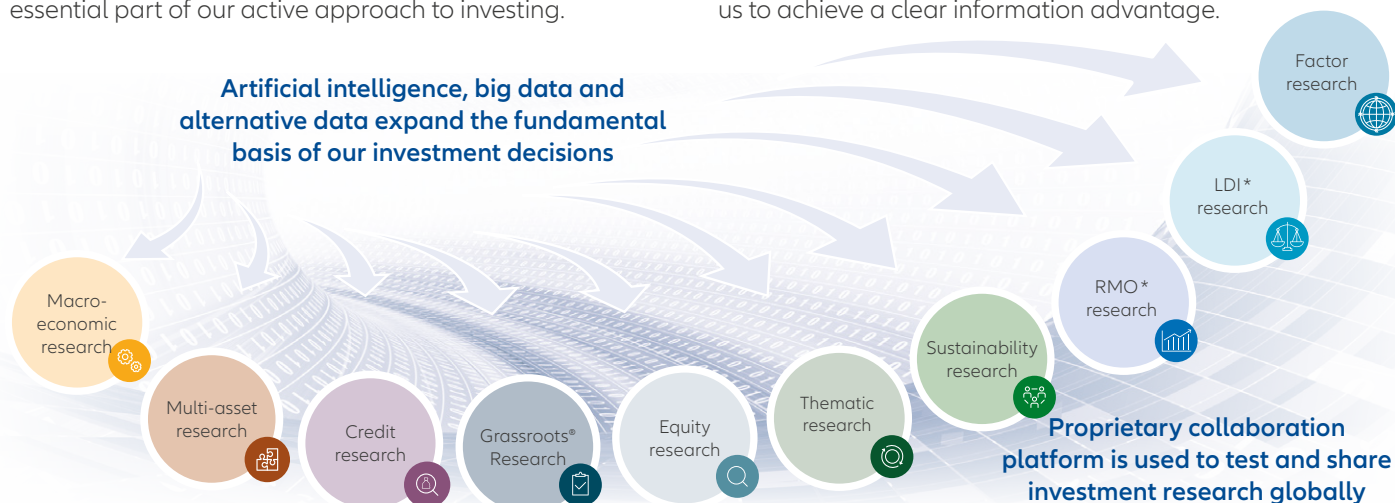 essential part of our active approach to investing.
us to achieve a clear information advantage.
Artificial intelligence, big data and
alternative data expand the fundamental
basis of our investment decisions
Macro-
economic
research
Multi-asset
research
Credit
research
Grassroots®
Research
Equity
research
Thematic
research
Sustainability
research
RMO*
research
LDI*
research
Factor
research
Proprietary collaboration
platform is used to test and share
investment research globally